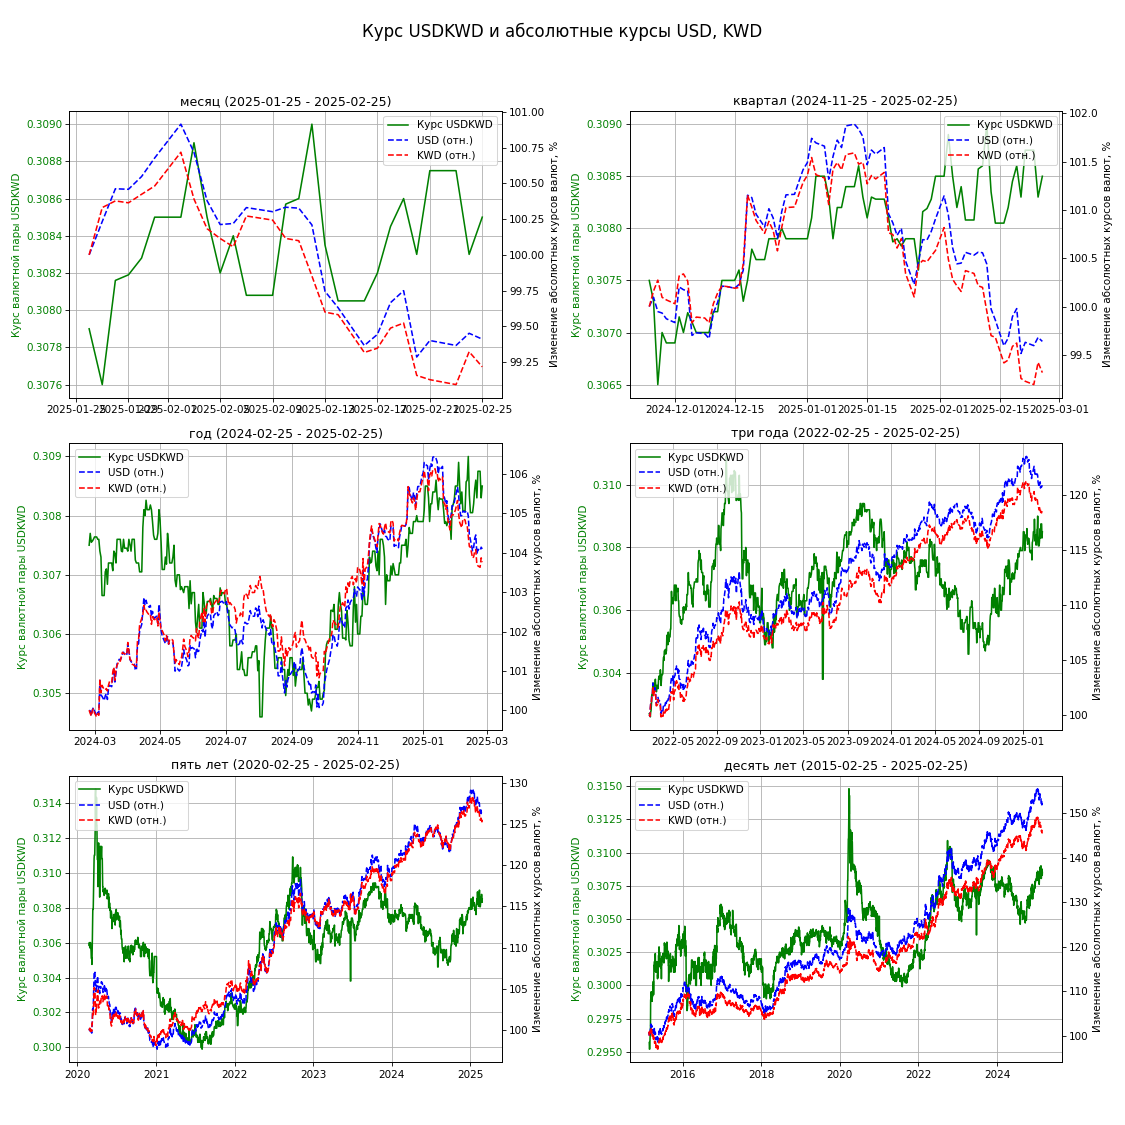 Курс USDKWD и абсолютные курсы USD, KWD
месяц (2025-01-25 - 2025-02-25)
Курс валютной пары USDKWD
0.3090
0.3088
0.3086
0.3084
0.3082
0.3080
0.3078
0.3076
101.00
100.75
100.50
100.25
100.00
99.75
99.50
99.25
Изменение абсолютных курсов валют, %
Курс USDKWD
USD (отн.)
KWD (отн.)
2025-01-25 2025-01-29 2025-02-01 2025-02-05 2025-02-09 2025-02-13 2025-02-17 2025-02-21 2025-02-25
квартал (2024-11-25 - 2025-02-25)
Курс валютной пары USDKWD
0.3090
0.3085
0.3080
0.3075
0.3070
0.3065
102.0
101.5
101.0
100.5
100.0
99.5
Изменение абсолютных курсов валют, %
Курс USDKWD
USD (отн.)
KWD (отн.)
2024-12-01 2024-12-15 2025-01-01 2025-01-15 2025-02-01 2025-02-15 2025-03-01
год (2024-02-25 - 2025-02-25)
Курс валютной пары USDKWD
0.309
0.308
0.307
0.306
0.305
106
105
104
103
102
101
100
Изменение абсолютных курсов валют, %
Курс USDKWD
USD (отн.)
KWD (отн.)
2024-03 2024-05 2024-07 2024-09 2024-11 2025-01 2025-03
три года (2022-02-25 - 2025-02-25)
Курс валютной пары USDKWD
0.310
0.308
0.306
0.304
120
115
110
105
100
Изменение абсолютных курсов валют, %
Курс USDKWD
USD (отн.)
KWD (отн.)
2022-05 2022-09 2023-01 2023-05 2023-09 2024-01 2024-05 2024-09 2025-01
пять лет (2020-02-25 - 2025-02-25)
Курс валютной пары USDKWD
0.314
0.312
0.310
0.308
0.306
0.304
0.302
0.300
130
125
120
115
110
105
100
Изменение абсолютных курсов валют, %
Курс USDKWD
USD (отн.)
KWD (отн.)
2020 2021 2022 2023 2024 2025
десять лет (2015-02-25 - 2025-02-25)
Курс валютной пары USDKWD
0.3150
0.3125
0.3100
0.3075
0.3050
0.3025
0.3000
0.2975
0.2950
150
140
130
120
110
100
Изменение абсолютных курсов валют, %
Курс USDKWD
USD (отн.)
KWD (отн.)
2016 2018 2020 2022 2024